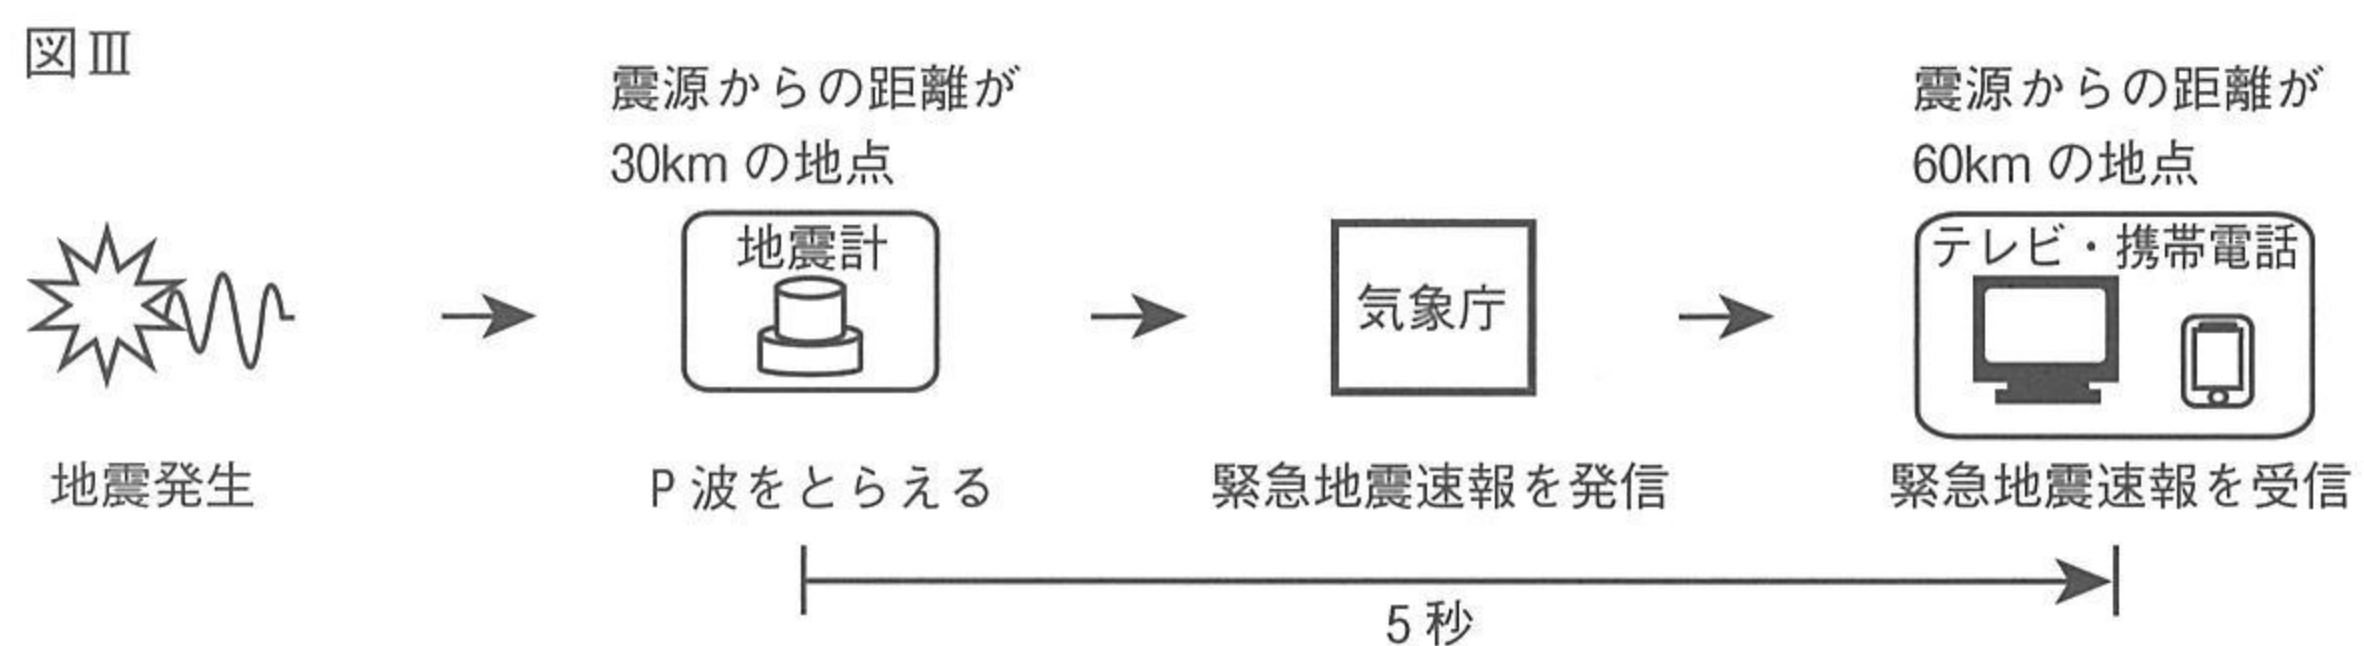 図Ⅲ
震源からの距離が
30km の地点
震源からの距離が
60km の地点
地震計
気象庁
テレビ・携帯電話
地震発生
P 波をとらえる
緊急地震速報を発信
緊急地震速報を受信
5 秒